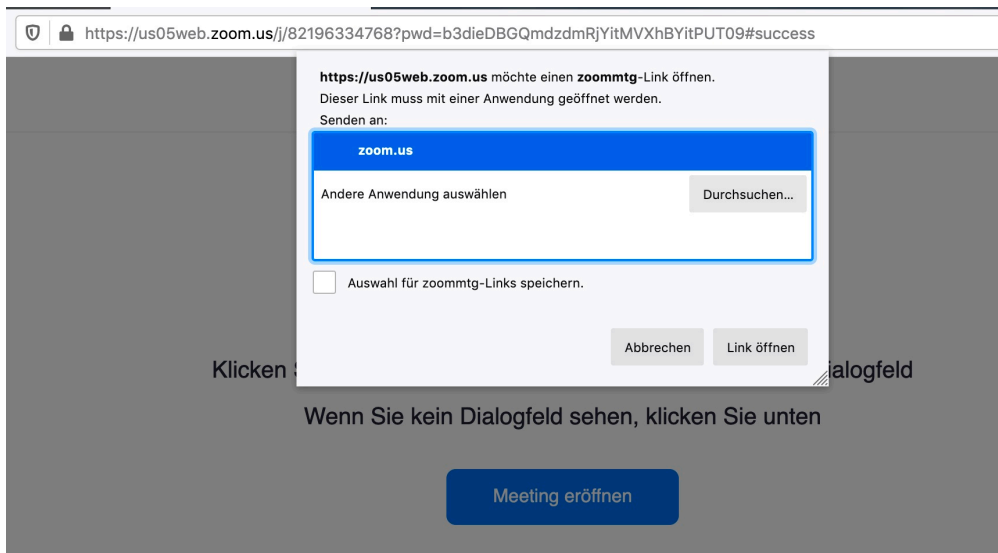 https://us05web.zoom.us/j/82196334768?pwd=b3dieDBGQmdzdmRjYitMVXhBYitPUT09#success
https://us05web.zoom.us möchte einen zoommtg-Link öffnen.
Dieser Link muss mit einer Anwendung geöffnet werden.
Senden an:
zoom.us
Andere Anwendung auswählen
Durchsuchen...
Auswahl für zoommtg-Links speichern.
Abbrechen
Link öffnen
Klicken
ialogfeld
Wenn Sie kein Dialogfeld sehen, klicken Sie unten
Meeting eröffnen